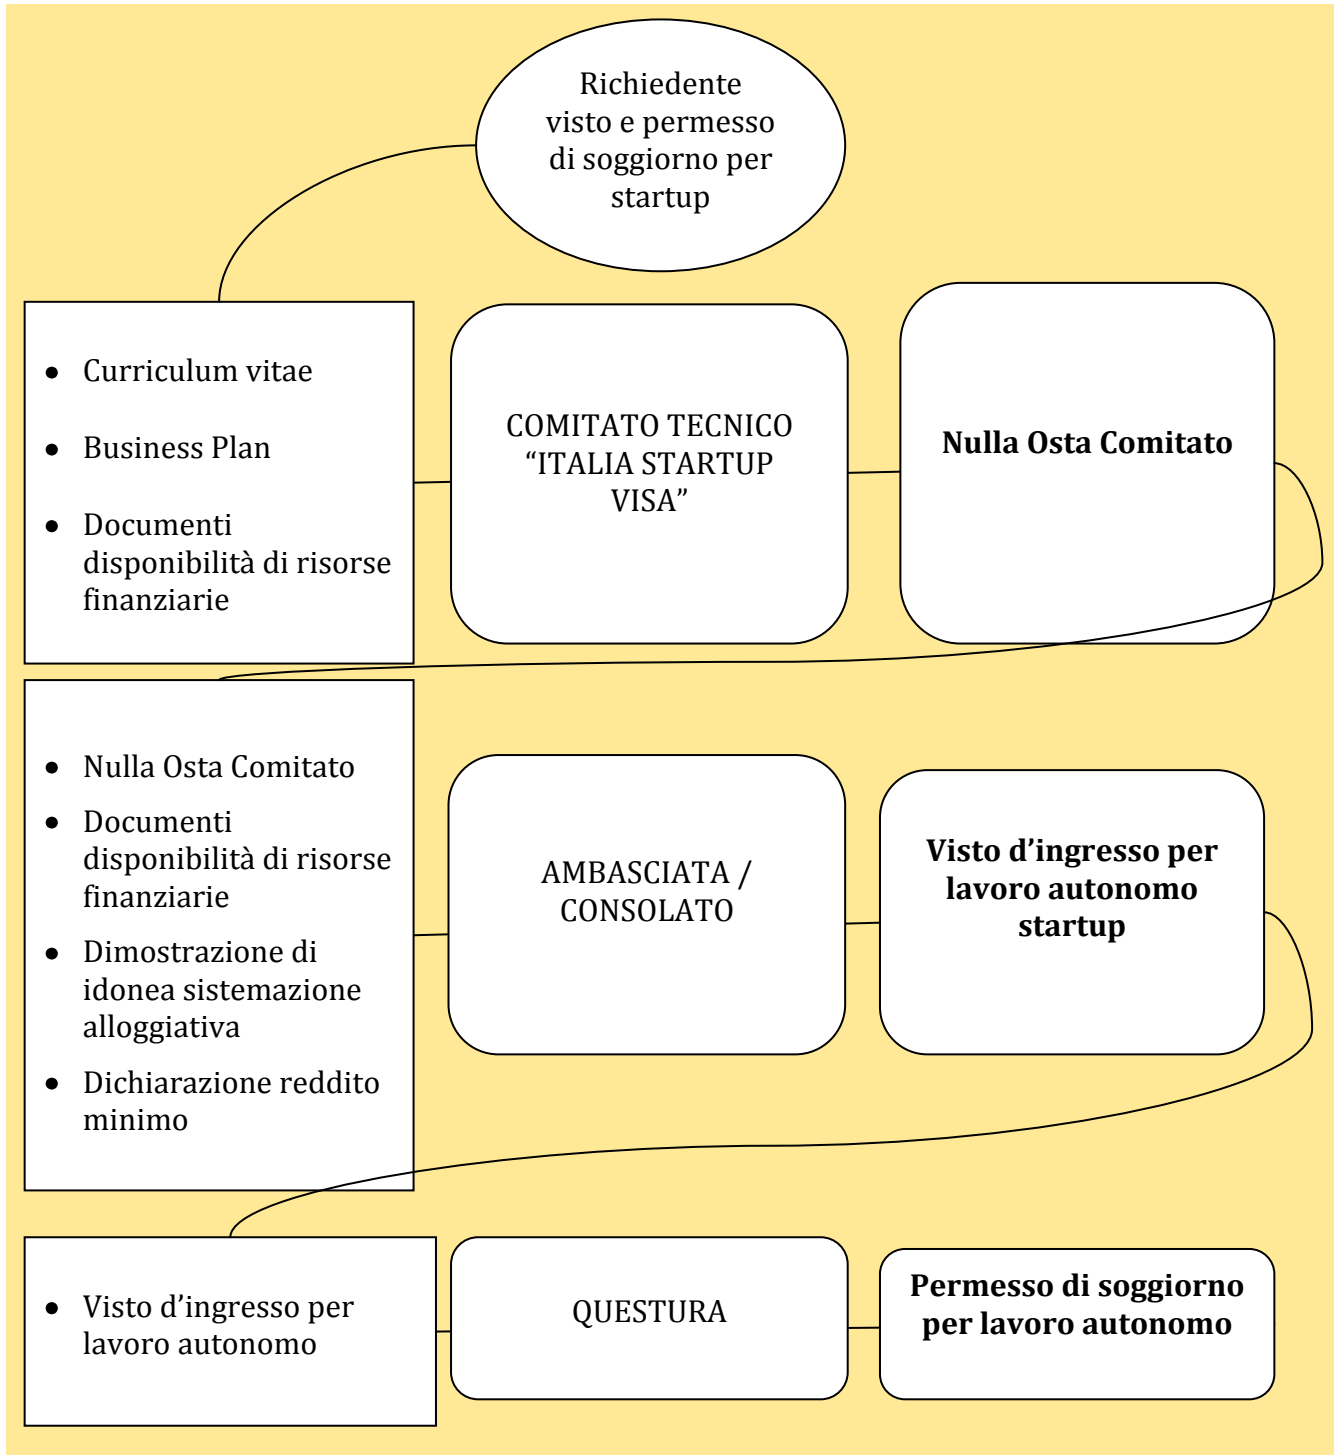 Richiedente
visto e permesso
di soggiorno per
startup
• Curriculum vitae
• Business Plan
• Documenti
disponibilità di risorse
finanziarie
COMITATO TECNICO
“ITALIA STARTUP
VISA”
Nulla Osta Comitato
• Nulla Osta Comitato
• Documenti
disponibilità di risorse
finanziarie
• Dimostrazione di
idonea sistemazione
alloggiativa
• Dichiarazione reddito
minimo
AMBASCIATA /
CONSOLATO
Visto d’ingresso per
lavoro autonomo
startup
• Visto d’ingresso per
lavoro autonomo
QUESTURA
Permesso di soggiorno
per lavoro autonomo